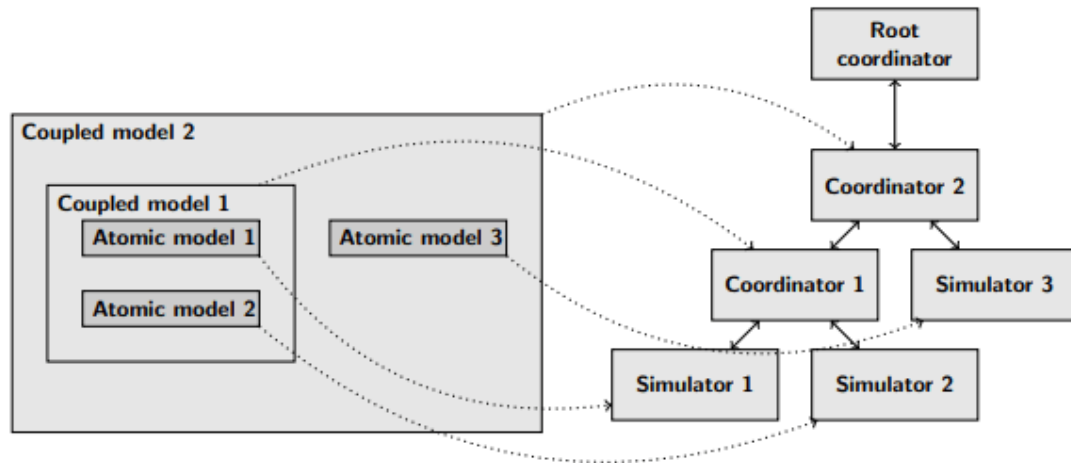 Root
coordinator
Coupled model 2
Coordinator 2
Coupled model 1
Atomic model 1
Atomic model 3
Coordinator 1
Simulator 3
Atomic model 2
Simulator 1
Simulator 2